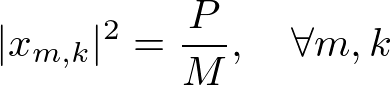 |x_{m,k}|^2 = \frac{P}{M}, \quad \forall m, k